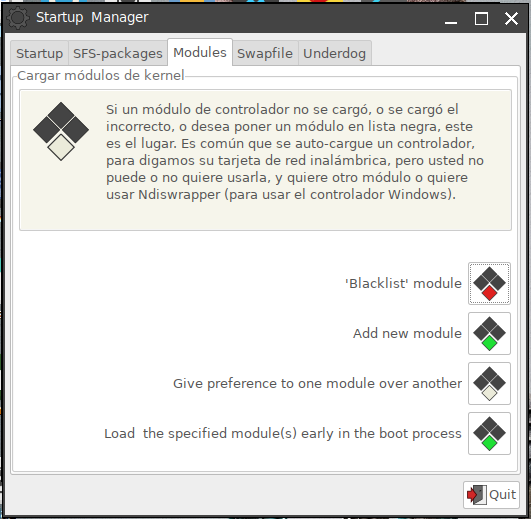 Startup Manager
Startup SFS-packages Modules Swapfile Underdog
Cargar módulos de kernel
Si un módulo de controlador no se cargó, o se cargó el
incorrecto, o desea poner un módulo en lista negra, este
es el lugar. Es común que se auto-cargue un controlador,
para digamos su tarjeta de red inalámbrica, pero usted no
puede o no quiere usarla, y quiere otro módulo o quiere
usar Ndiswrapper (para usar el controlador Windows).
'Blacklist' module
Add new module
Give preference to one module over another
Load  the specified module(s) early in the boot process
Quit